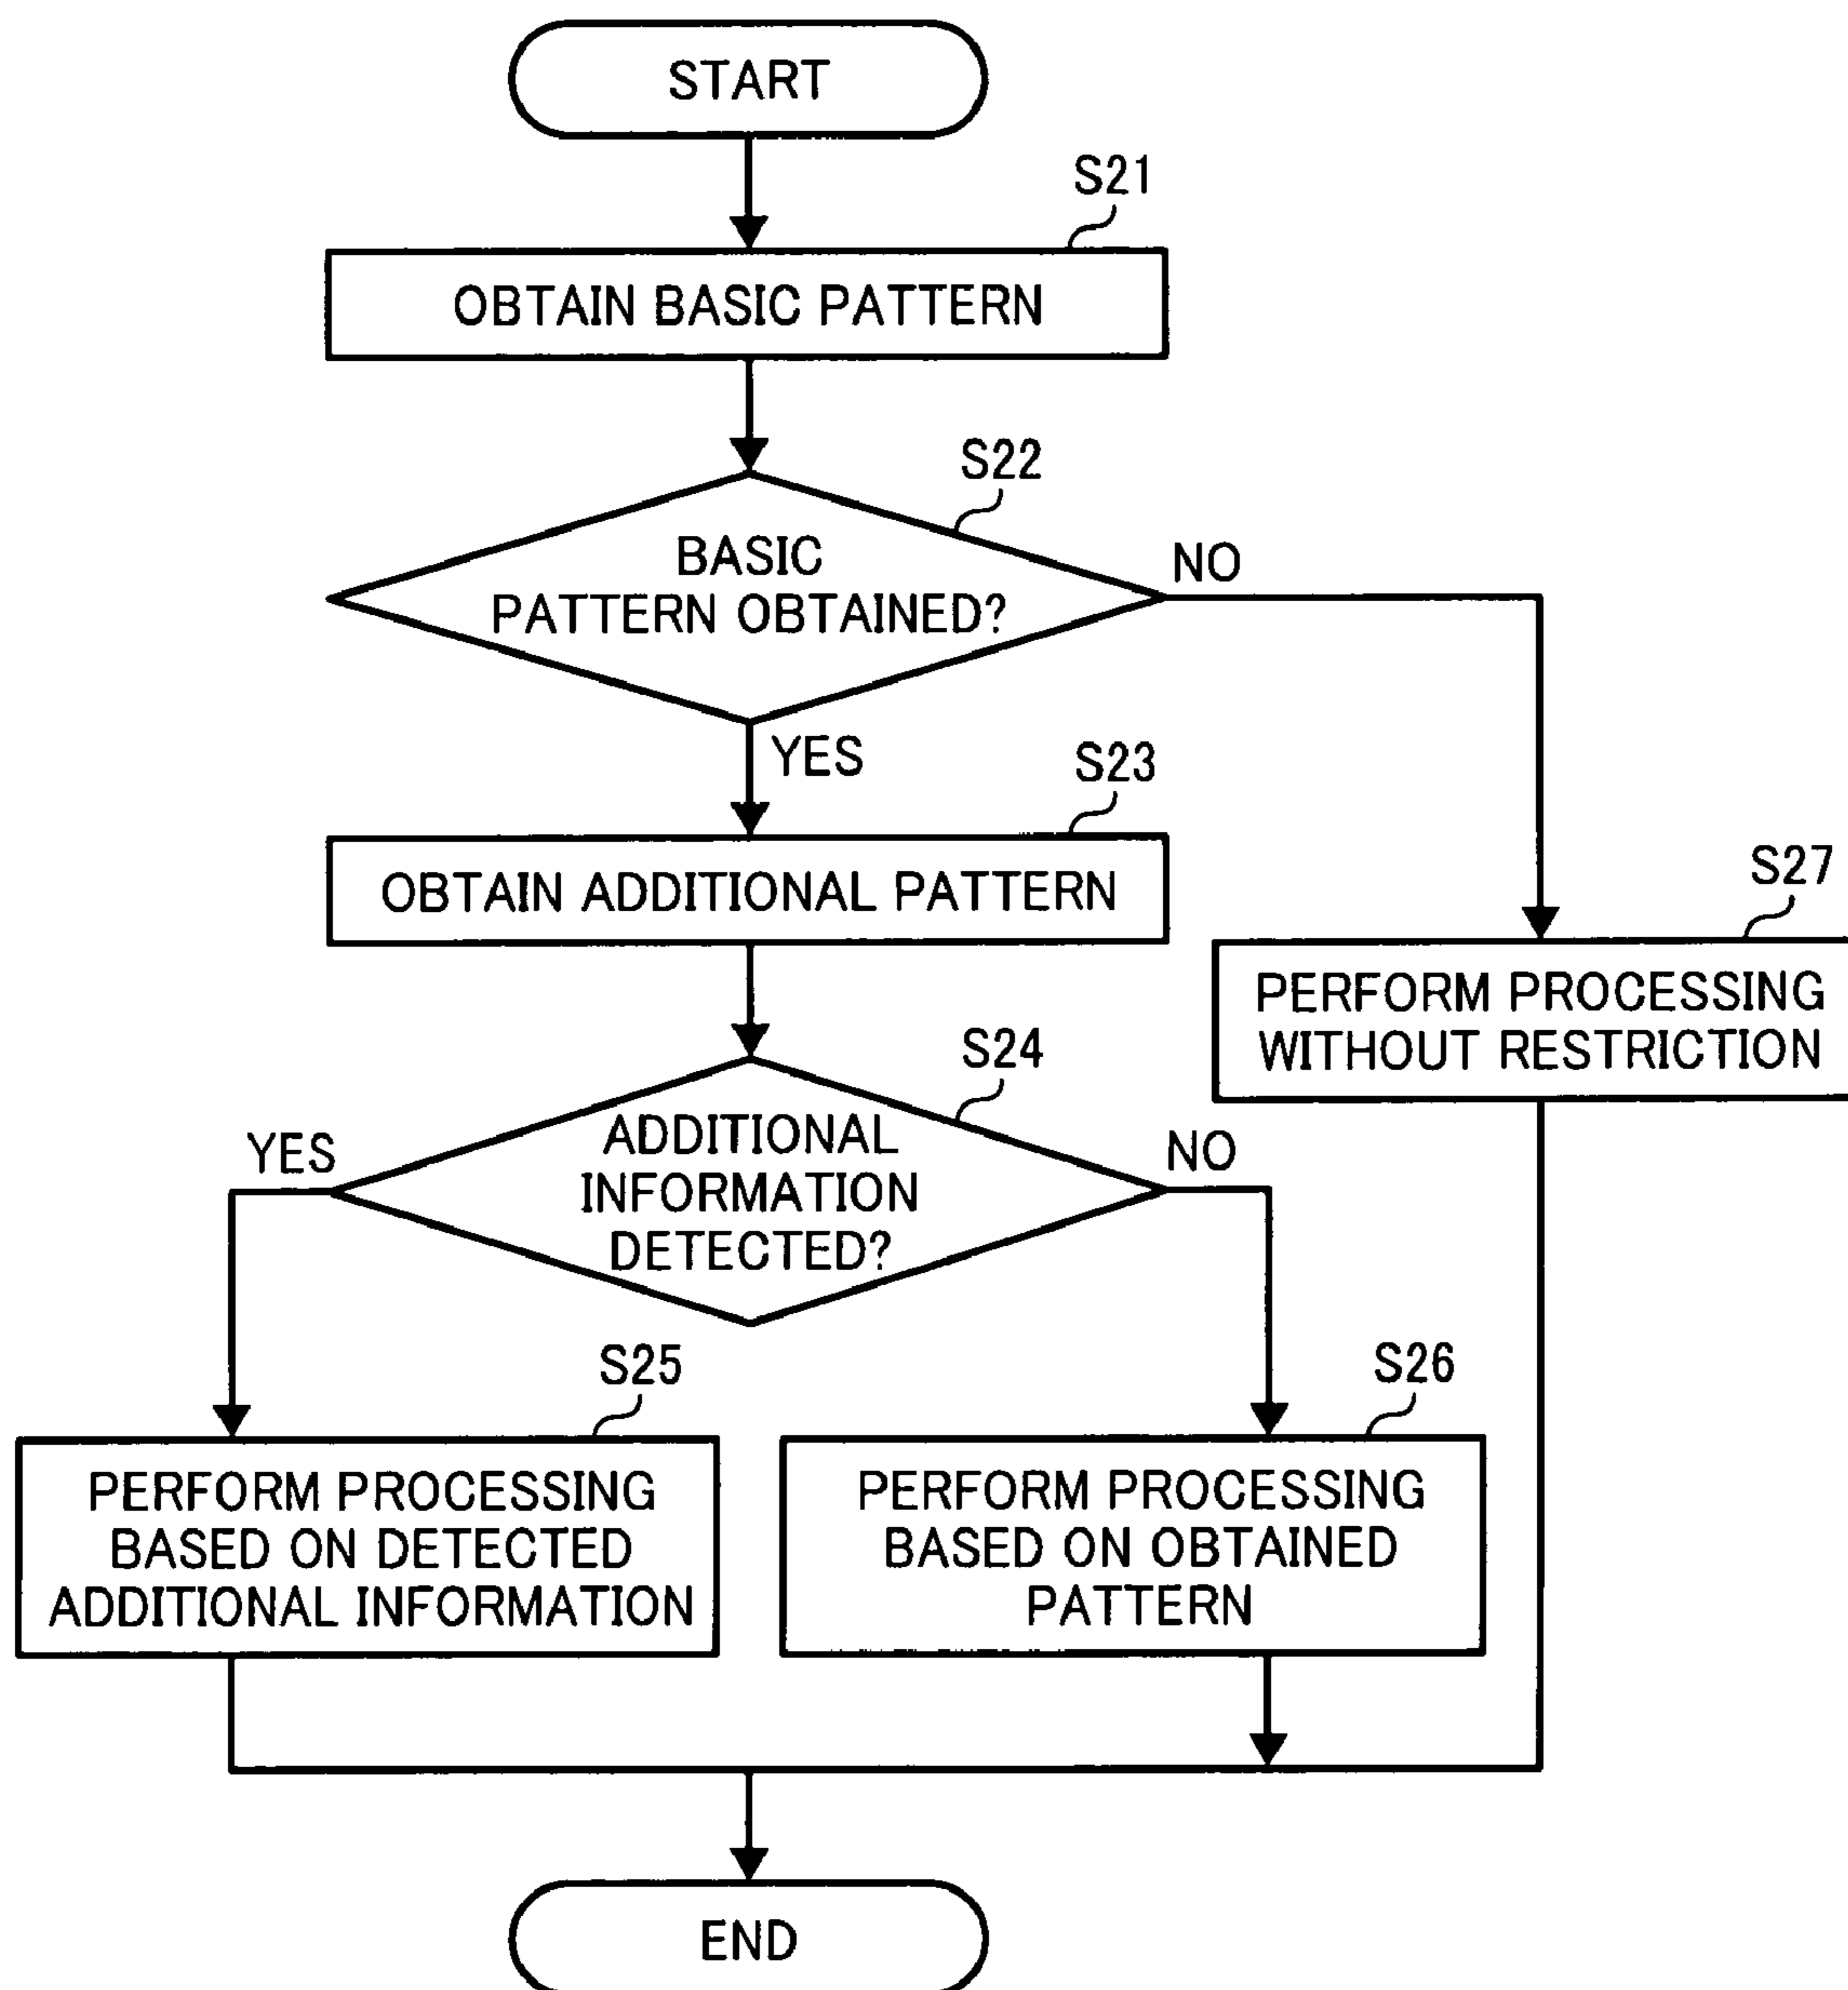 START
S21
OBTAIN BASIC PATTERN
S22
BASIC
PATTERN OBTAINED?
NO
YES
S23
OBTAIN ADDITIONAL PATTERN
S27
PERFORM PROCESSING
WITHOUT RESTRICTION
S24
ADDITIONAL
INFORMATION
DETECTED?
YES
NO
S25
PERFORM PROCESSING
BASED ON DETECTED
ADDITIONAL INFORMATION
S26
PERFORM PROCESSING
BASED ON OBTAINED
PATTERN
END